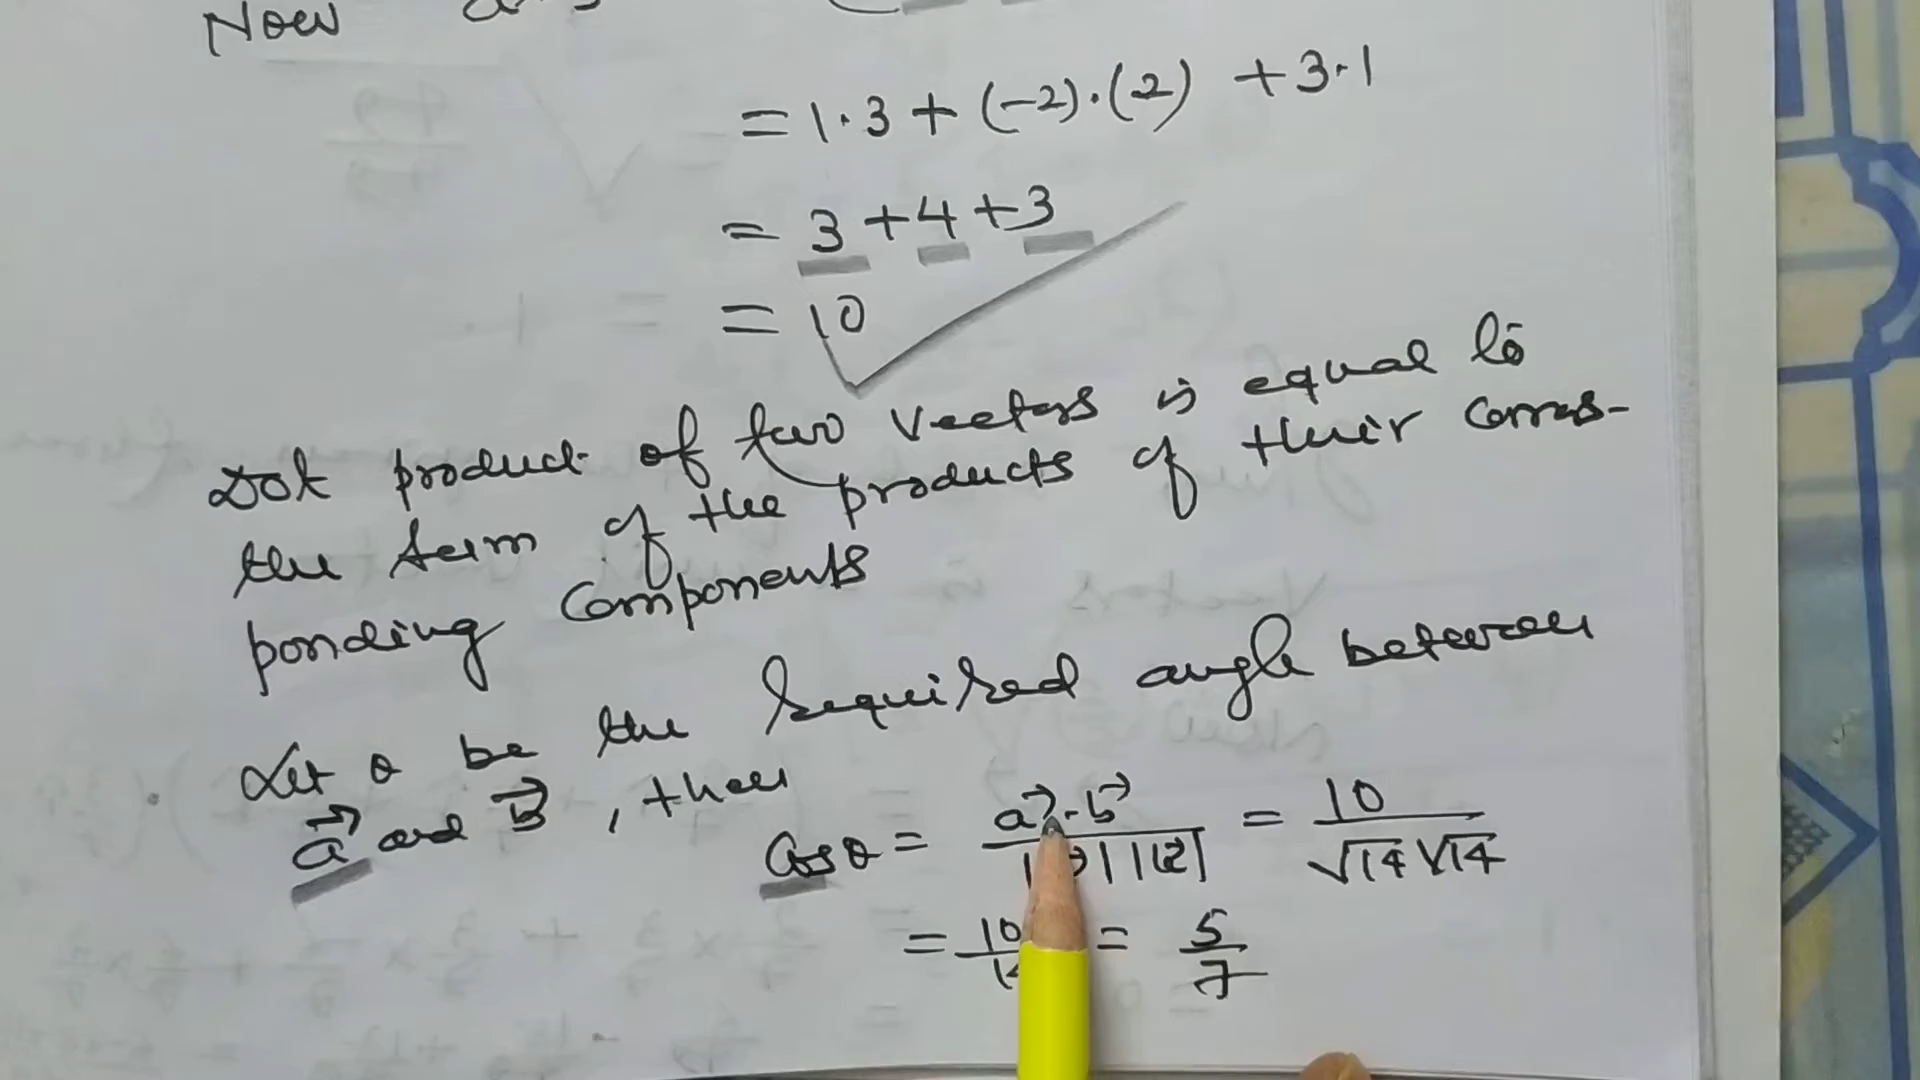 Now
= 1·3 + (-2)·(2) + 3·1
= 3 + 4 + 3
= 10
Dot product of two vectors is equal to
the sum of the products of their corres-
ponding components
Let θ be the required angle between
a⃗ and b⃗, then
Cosθ = a⃗·b⃗ / |a⃗| |b⃗| = 10 / √14 √14
= 10 / 14 = 5 / 7